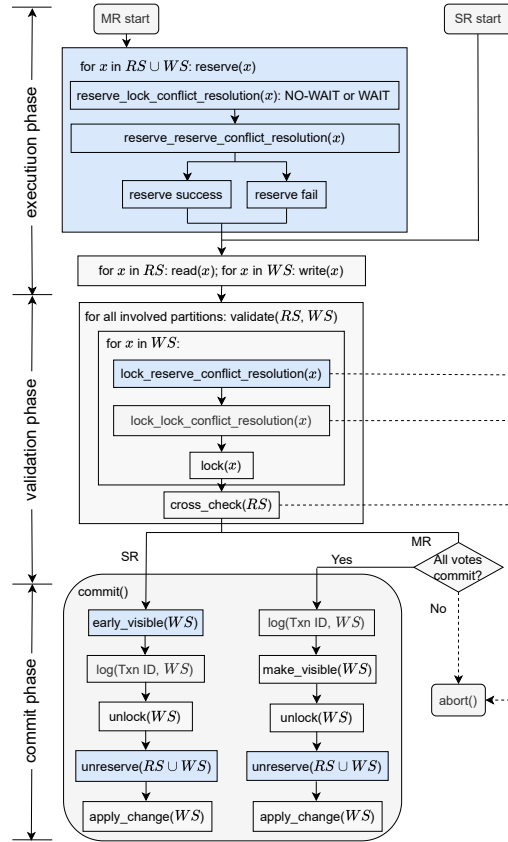 MR start
SR start
executiuon phase
for x in RS ∪ WS: reserve(x)
reserve_lock_conflict_resolution(x): NO-WAIT or WAIT
reserve_reserve_conflict_resolution(x)
reserve success
reserve fail
for x in RS: read(x); for x in WS: write(x)
validation phase
for all involved partitions: validate(RS, WS)
for x in WS:
lock_reserve_conflict_resolution(x)
lock_lock_conflict_resolution(x)
lock(x)
cross_check(RS)
SR
MR
All votes
commit?
Yes
No
commit phase
commit()
early_visible(WS)
log(Txn ID, WS)
unlock(WS)
unreserve(RS ∪ WS)
apply_change(WS)
log(Txn ID, WS)
make_visible(WS)
unlock(WS)
unreserve(RS ∪ WS)
apply_change(WS)
abort()